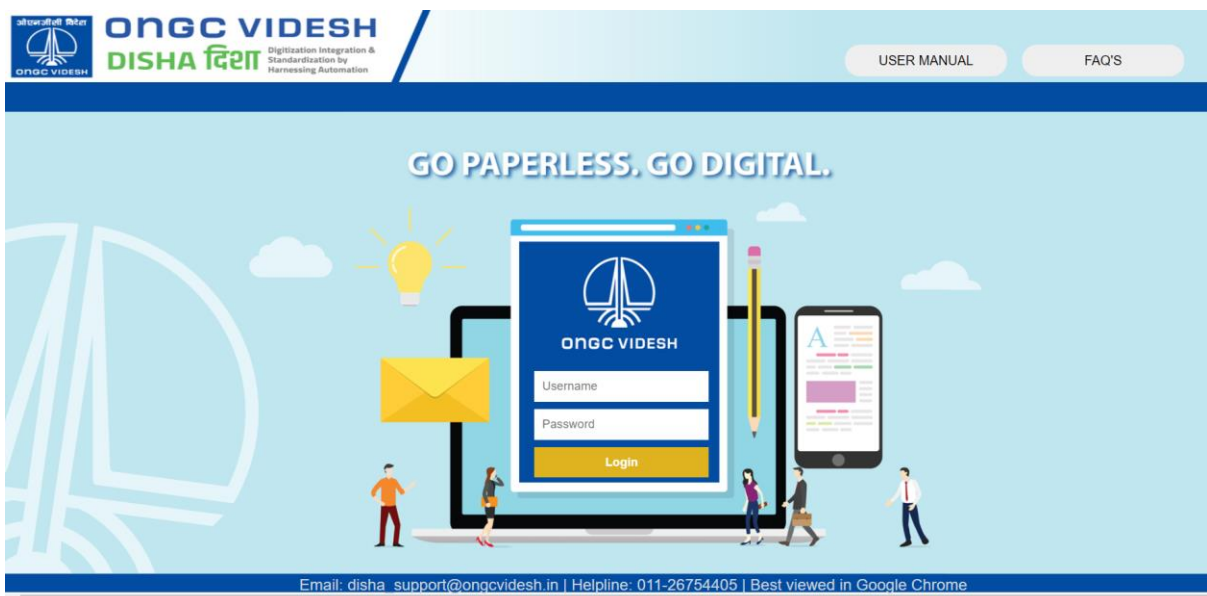 ओएनजीसी विदेश
ONGC VIDESH
ONGC VIDESH
DISHA दिशा
Digitization Integration &
Standardization by
Harnessing Automation
USER MANUAL
FAQ'S
GO PAPERLESS. GO DIGITAL.
ONGC VIDESH
Username
Password
Login
A
Email: disha_support@ongcvidesh.in | Helpline: 011-26754405 | Best viewed in Google Chrome